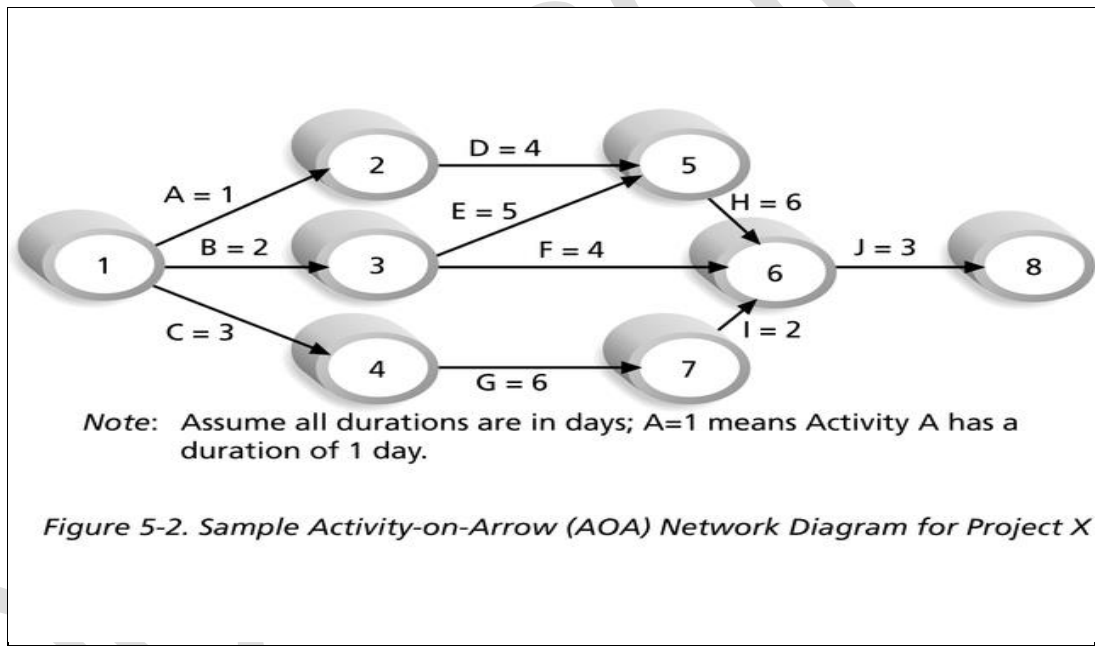 2
D = 4
5
A = 1
E = 5
H = 6
1
B = 2
3
F = 4
6
J = 3
8
C = 3
4
G = 6
7
I = 2
Note: Assume all durations are in days; A=1 means Activity A has a
duration of 1 day.
Figure 5-2. Sample Activity-on-Arrow (AOA) Network Diagram for Project X